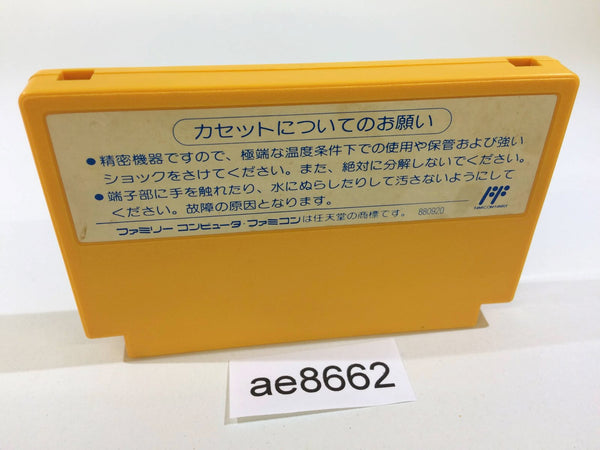 カセットについてのお願い
●精密機器ですので、極端な温度条件下での使用や保管および強い
ショックをさけてください。また、絶対に分解しないでください。
●端子部に手を触れたり、水にぬらしたりして汚さないようにして
ください。故障の原因となります。
ファミリーコンピュータ・ファミコンは任天堂の商標です。 880920
ae8662